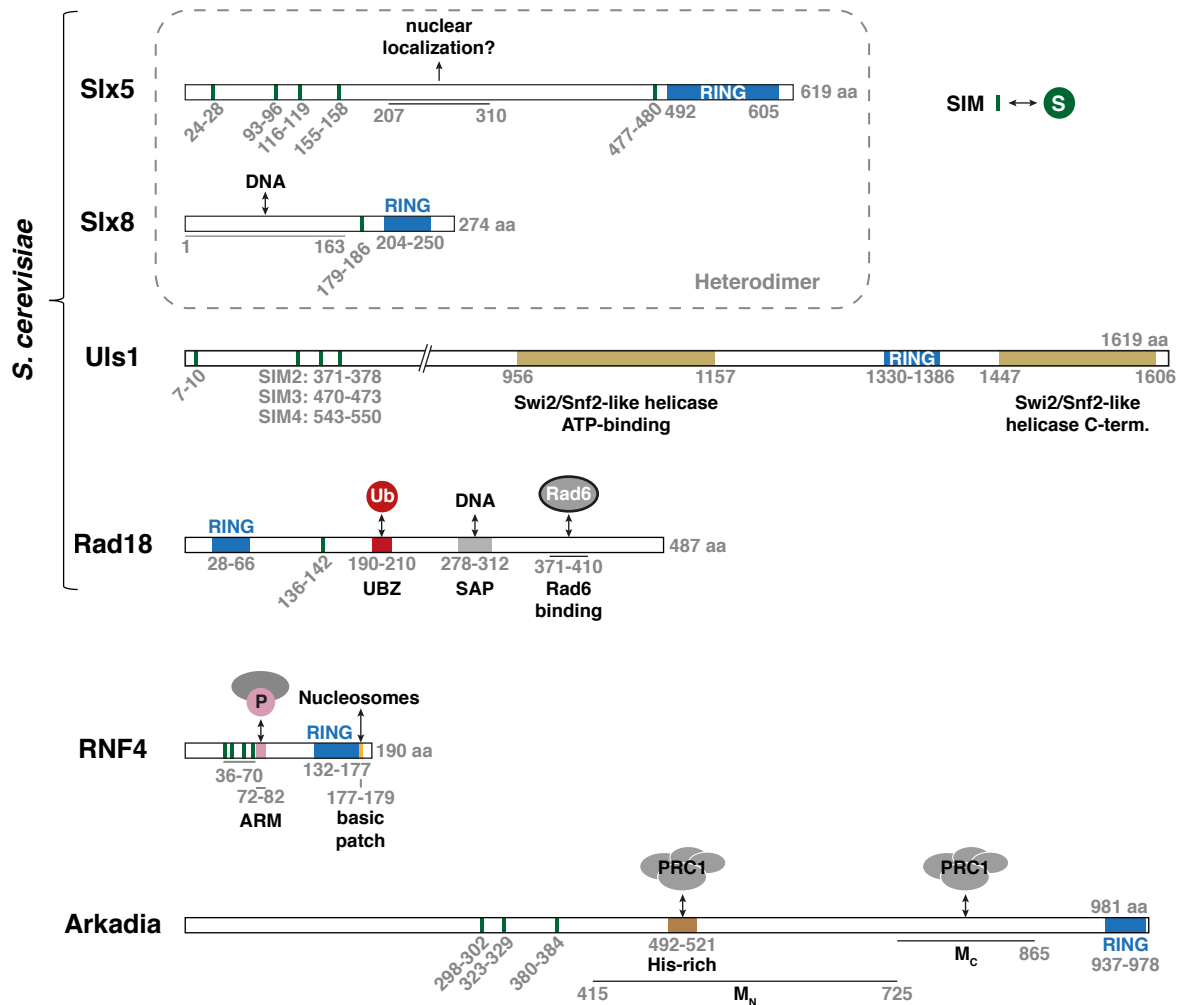 S. cerevisiae
nuclear
localization?
Slx5
RING
619 aa
24-28
93-96
116-119
155-158
207
310
477-480
492
605
SIM
S
DNA
Slx8
RING
274 aa
1
163
179-186
204-250
Heterodimer
1619 aa
Uls1
RING
7-10
SIM2: 371-378
SIM3: 470-473
SIM4: 543-550
956
1157
1330-1386
1447
1606
Swi2/Snf2-like helicase
ATP-binding
Swi2/Snf2-like
helicase C-term.
Ub
DNA
Rad6
RING
Rad18
487 aa
28-66
136-142
190-210
278-312
371-410
UBZ
SAP
Rad6
binding
P
Nucleosomes
RING
RNF4
190 aa
36-70
132-177
72-82
177-179
ARM
basic
patch
PRC1
PRC1
981 aa
Arkadia
298-302
323-329
380-384
492-521
His-rich
865
RING
937-978
MC
415
725
MN